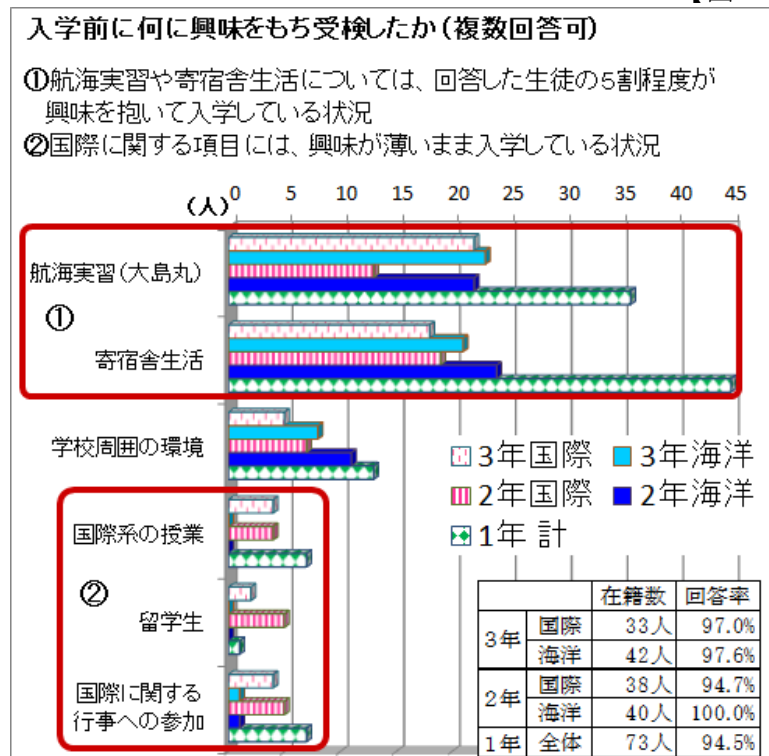 入学前に何に興味をもち受検したか(複数回答可)
①航海実習や寄宿舎生活については、回答した生徒の5割程度が
興味を抱いて入学している状況
②国際に関する項目には、興味が薄いまま入学している状況
(人) 0 5 10 15 20 25 30 35 40 45
航海実習(大島丸)
①
寄宿舎生活
学校周囲の環境
3年国際 3年海洋
2年国際 2年海洋
1年 計
国際系の授業
②
留学生
国際に関する
行事への参加
在籍数 回答率
3年 国際 33人 97.0%
海洋 42人 97.6%
2年 国際 38人 94.7%
海洋 40人 100.0%
1年 全体 73人 94.5%